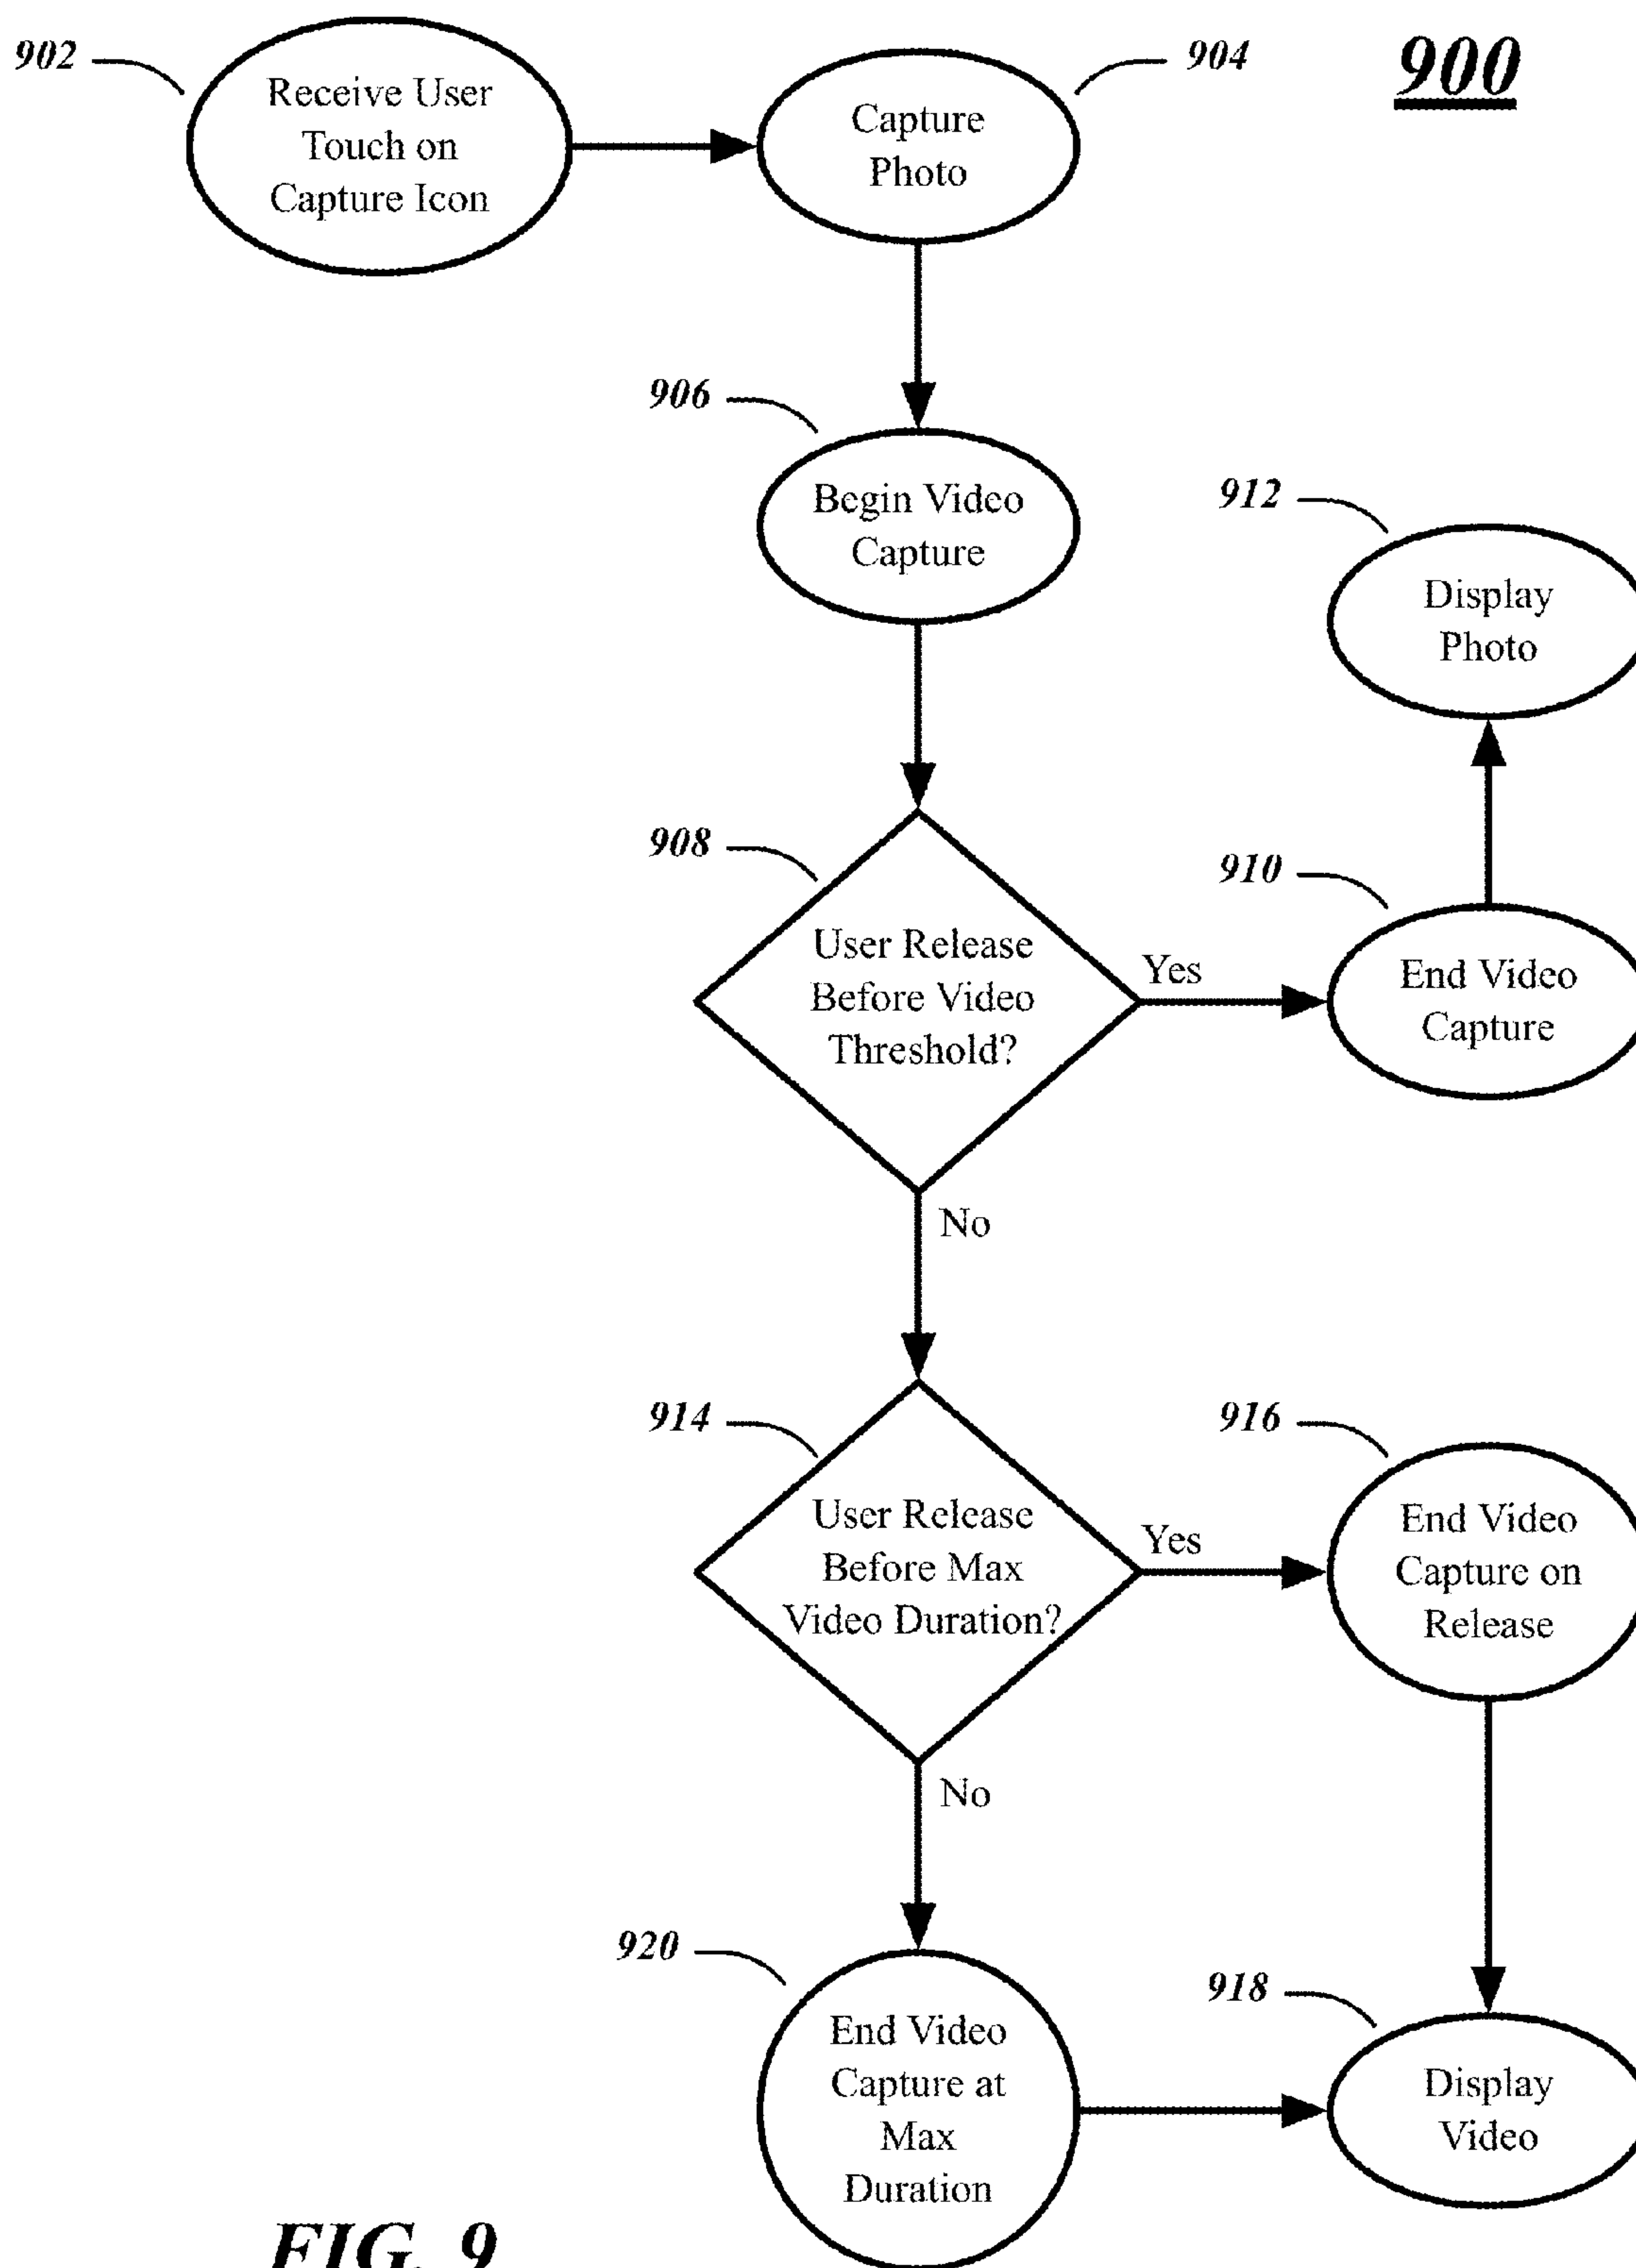 902
Receive User
Touch on
Capture Icon
904
Capture
Photo
900
906
Begin Video
Capture
912
Display
Photo
908
User Release
Before Video
Threshold?
Yes
910
End Video
Capture
No
914
User Release
Before Max
Video Duration?
Yes
916
End Video
Capture on
Release
No
920
End Video
Capture at
Max
Duration
918
Display
Video
FIG. 9